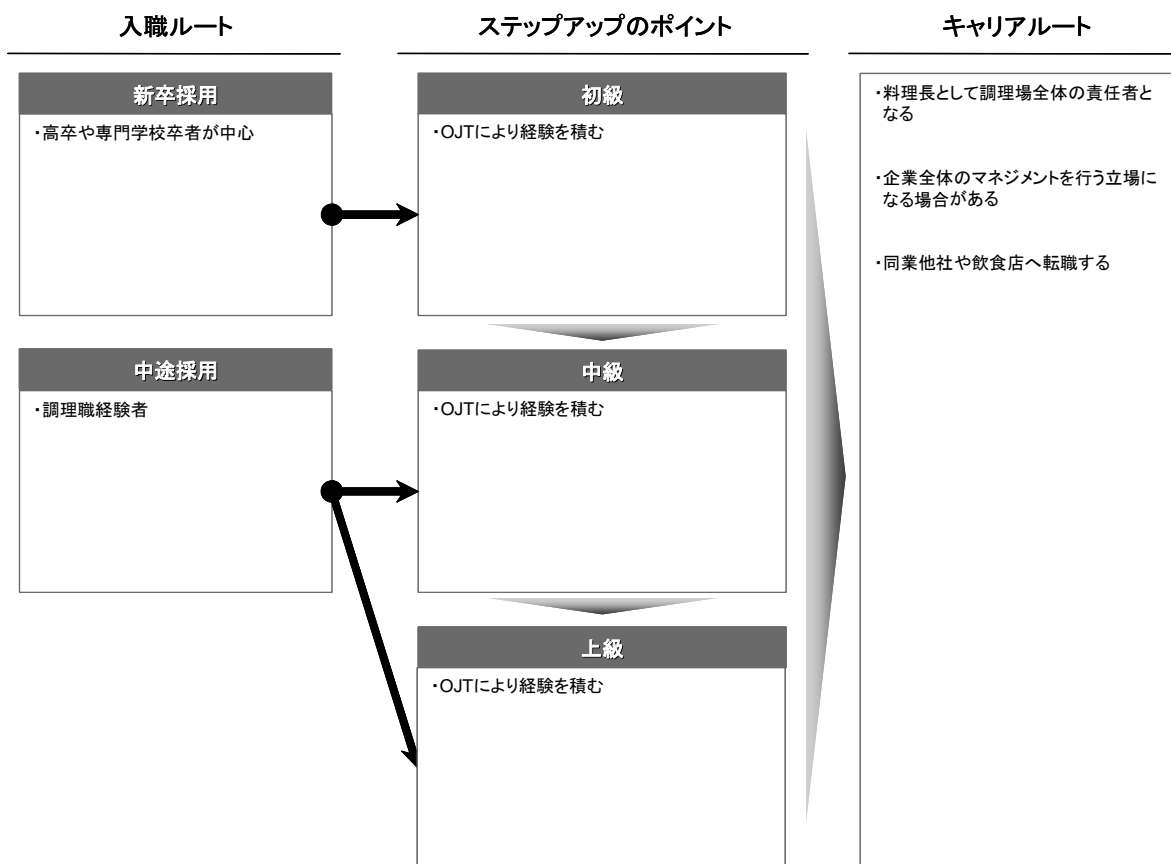 入職ルート
新卒採用
・高卒や専門学校卒者が中心
中途採用
・調理職経験者
ステップアップのポイント
初級
・OJTにより経験を積む
中級
・OJTにより経験を積む
上級
・OJTにより経験を積む
キャリアルート
・料理長として調理場全体の責任者と
なる
・企業全体のマネジメントを行う立場に
なる場合がある
・同業他社や飲食店へ転職する